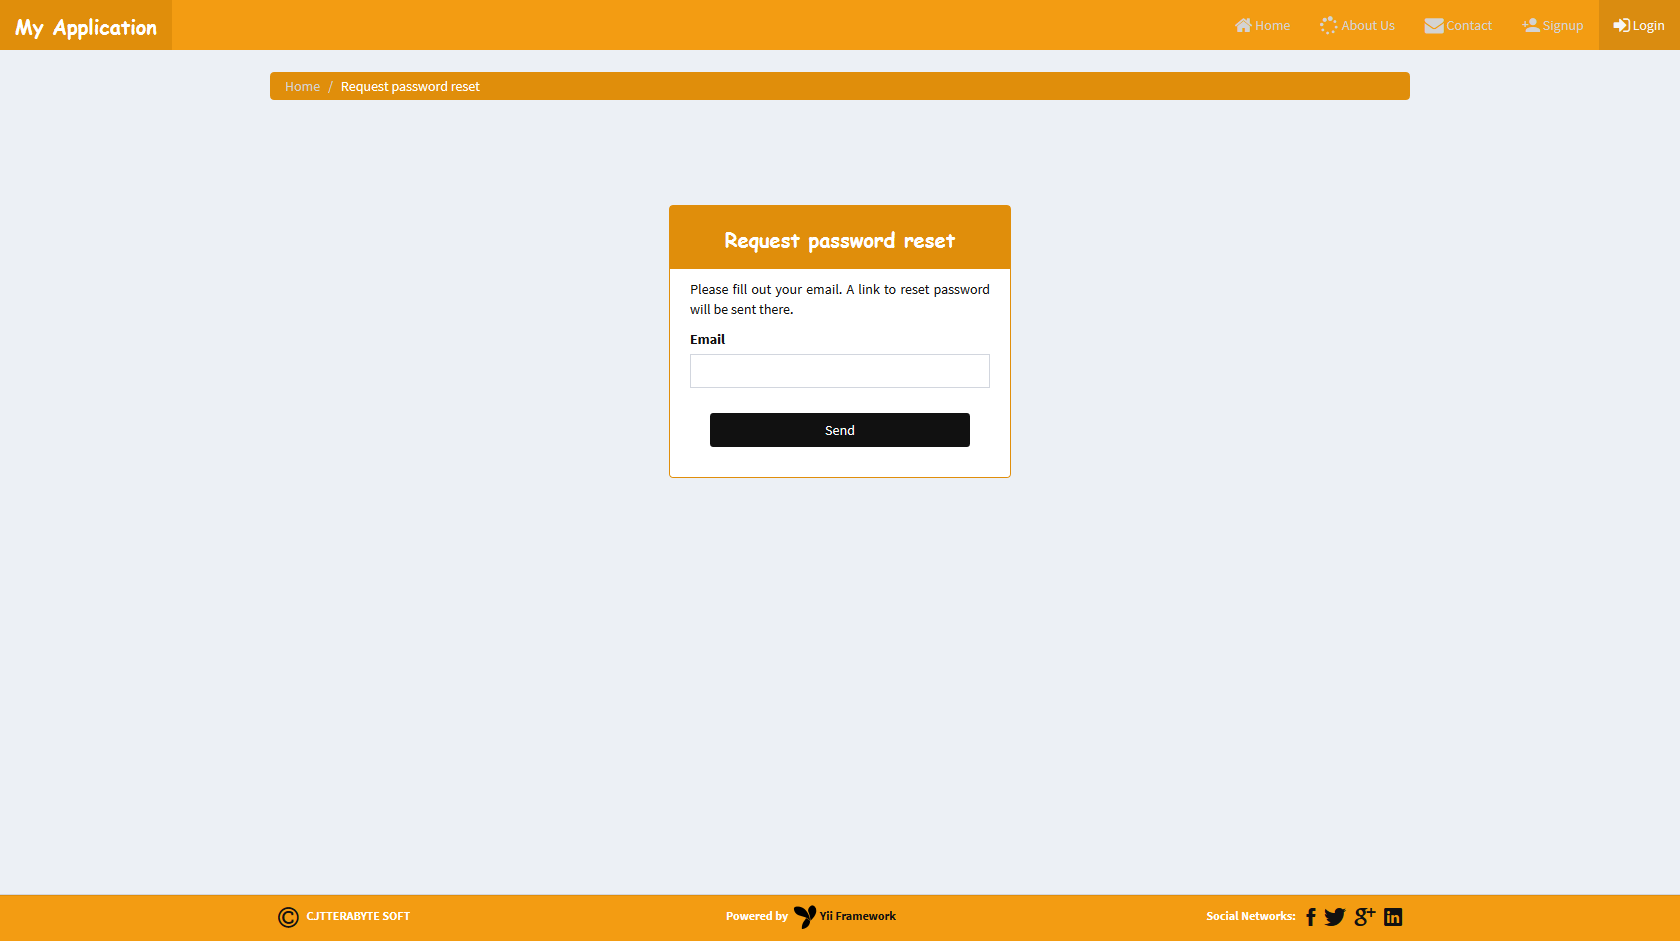 My Application
Home
About Us
Contact
Signup
Login
Home / Request password reset
Request password reset
Please fill out your email. A link to reset password
will be sent there.
Email
Send
© CJTTERABYTE SOFT
Powered by Yii Framework
Social Networks: